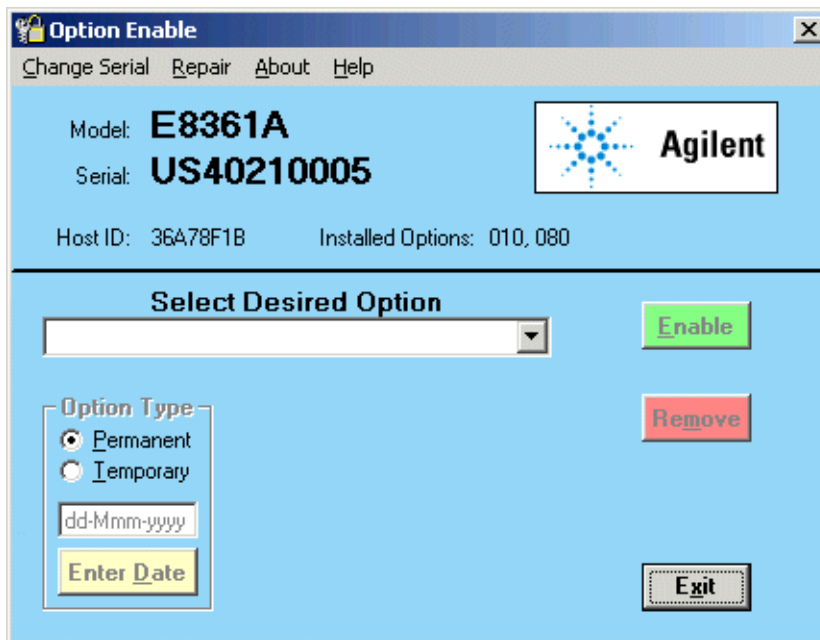 Option Enable
Change Serial Repair About Help
Model: E8361A
Agilent
Serial: US40210005
Host ID: 36A78F1B Installed Options: 010, 080
Select Desired Option
Enable
Option Type
Remove
Permanent
Temporary
dd-Mmm-yyyy
Enter Date
Exit